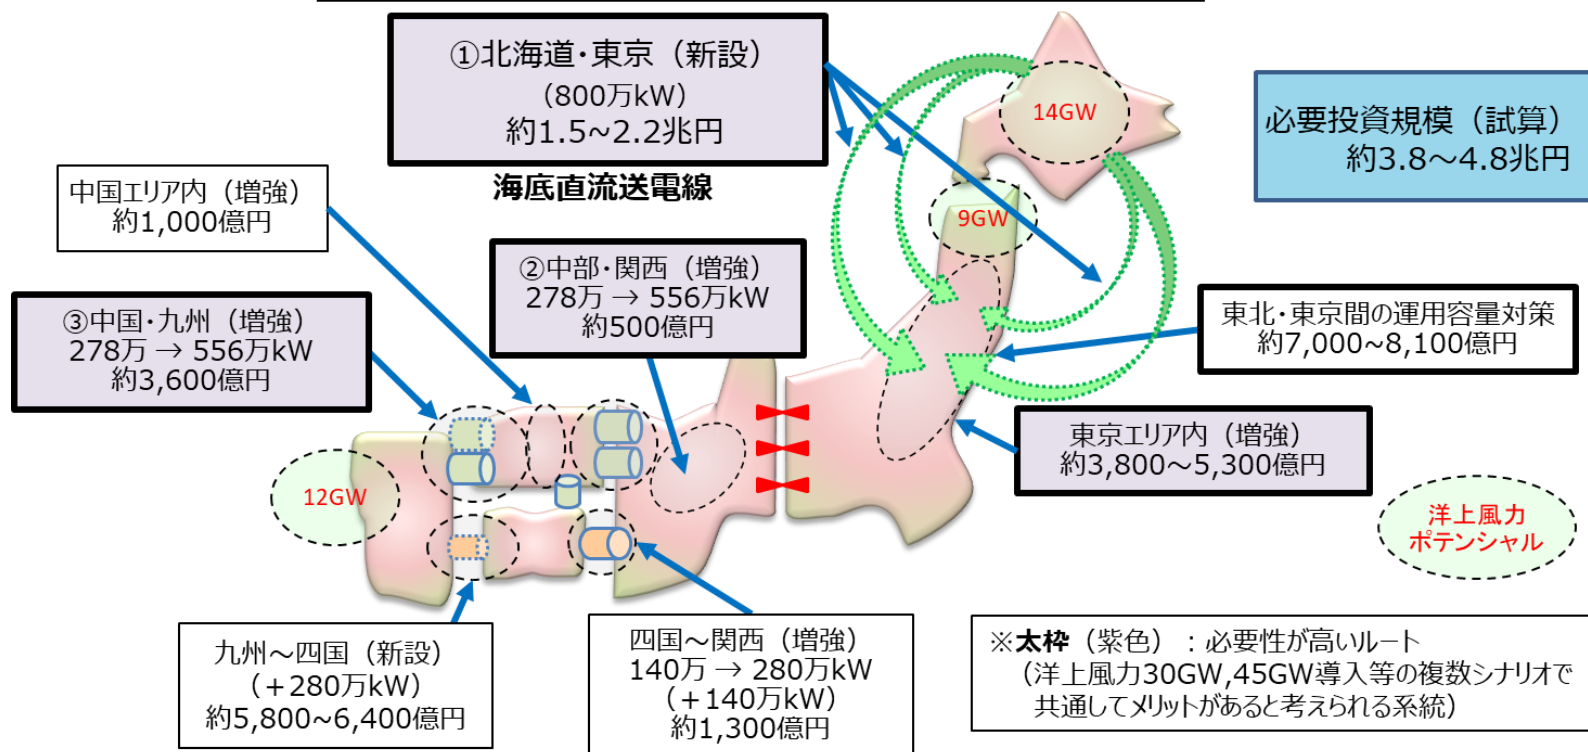 ①北海道・東京（新設）
（800万kW）
約1.5~2.2兆円
海底直流送電線
14GW
必要投資規模（試算）
約3.8～4.8兆円
中国エリア内（増強）
約1,000億円
9GW
②中部・関西（増強）
278万 → 556万kW
約500億円
③中国・九州（増強）
278万 → 556万kW
約3,600億円
東北・東京間の運用容量対策
約7,000~8,100億円
東京エリア内（増強）
約3,800～5,300億円
12GW
洋上風力
ポテンシャル
九州～四国（新設）
（＋280万kW）
約5,800~6,400億円
四国～関西（増強）
140万 → 280万kW
（＋140万kW）
約1,300億円
※太枠（紫色）：必要性が高いルート
（洋上風力30GW,45GW導入等の複数シナリオで
共通してメリットがあると考えられる系統）